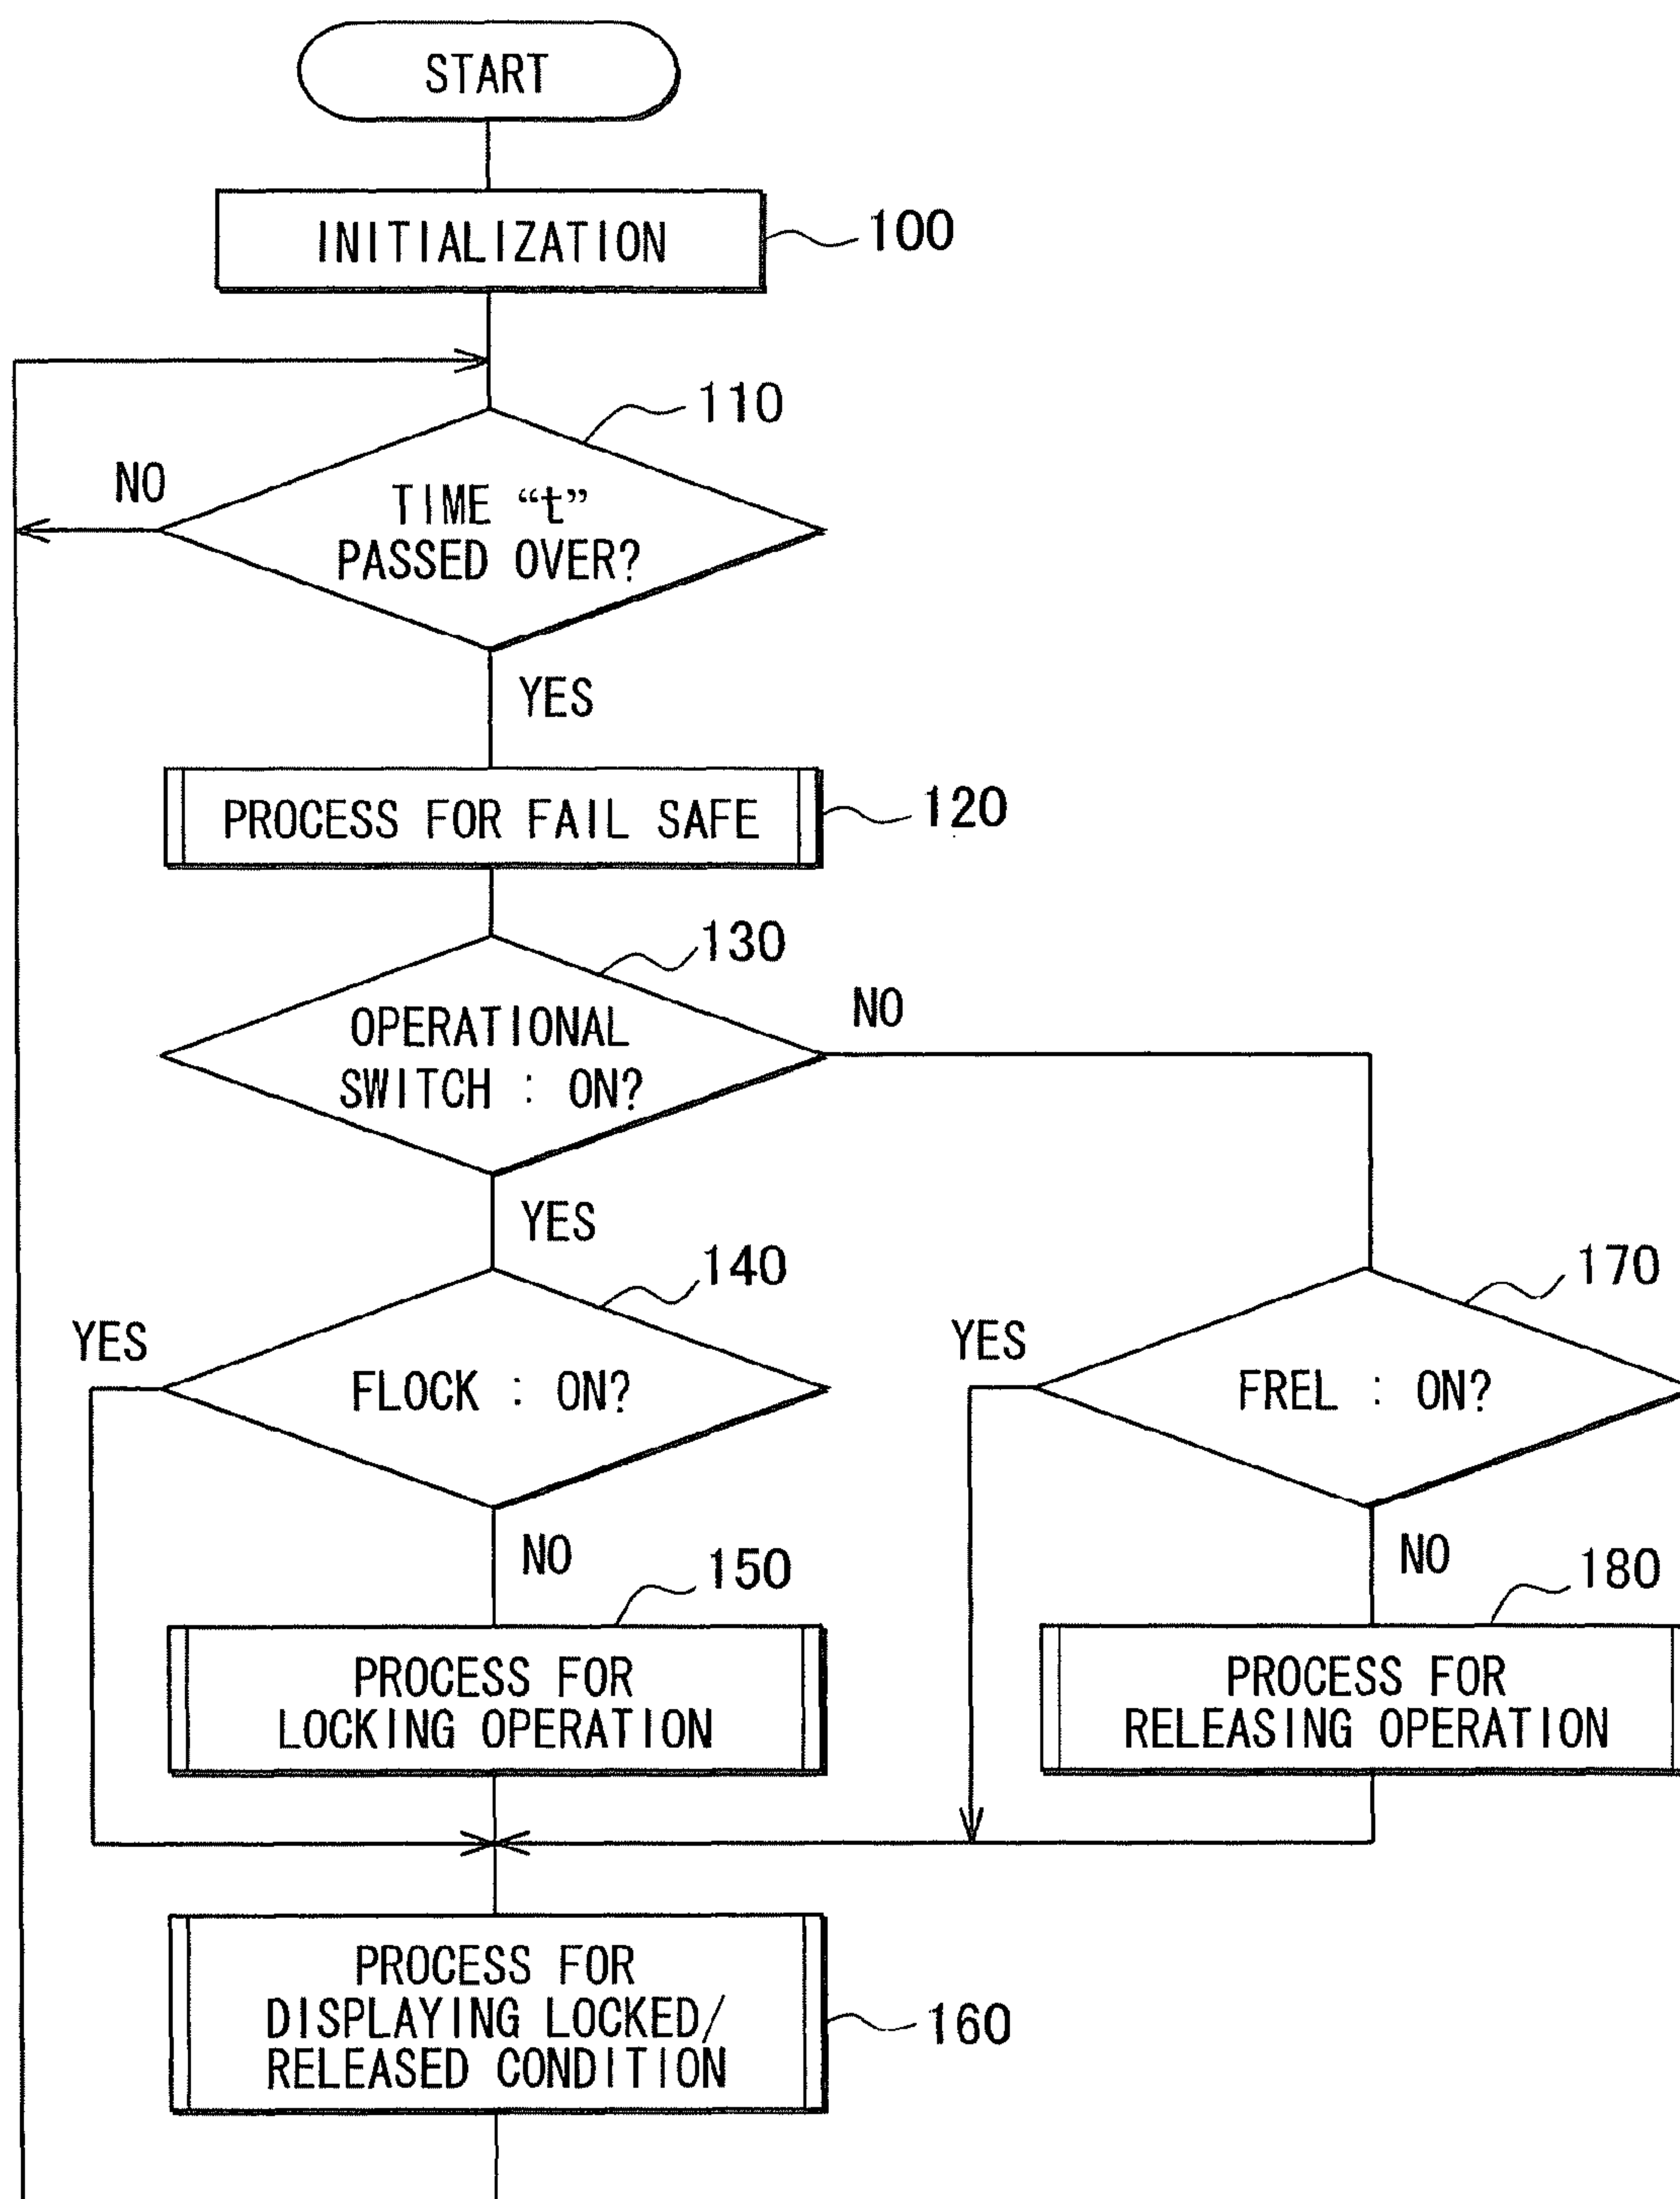 START
INITIALIZATION
100
110
NO
TIME “t”
PASSED OVER?
YES
PROCESS FOR FAIL SAFE
120
130
OPERATIONAL
SWITCH : ON?
NO
YES
140
170
YES
FLOCK : ON?
YES
FREL : ON?
NO
150
NO
180
PROCESS FOR
LOCKING OPERATION
PROCESS FOR
RELEASING OPERATION
PROCESS FOR
DISPLAYING LOCKED/
RELEASED CONDITION
160